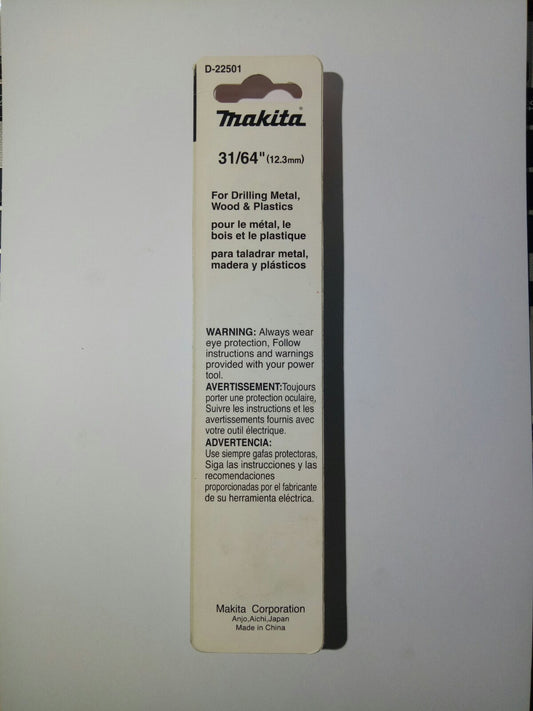 D-22501
makita®
31/64" (12.3mm)
For Drilling Metal,
Wood & Plastics
pour le métal, le
bois et le plastique
para taladrar metal,
madera y plásticos
WARNING: Always wear
eye protection, Follow
instructions and warnings
provided with your power
tool.
AVERTISSEMENT:Toujours
porter une protection oculaire,
Suivre les instructions et les
avertissements fournis avec
votre outil électrique.
ADVERTENCIA:
Use siempre gafas protectoras,
Siga las instrucciones y las
recomendaciones
proporcionadas por el fabricante
de su herramienta eléctrica.
Makita Corporation
Anjo,Aichi,Japan
Made in China